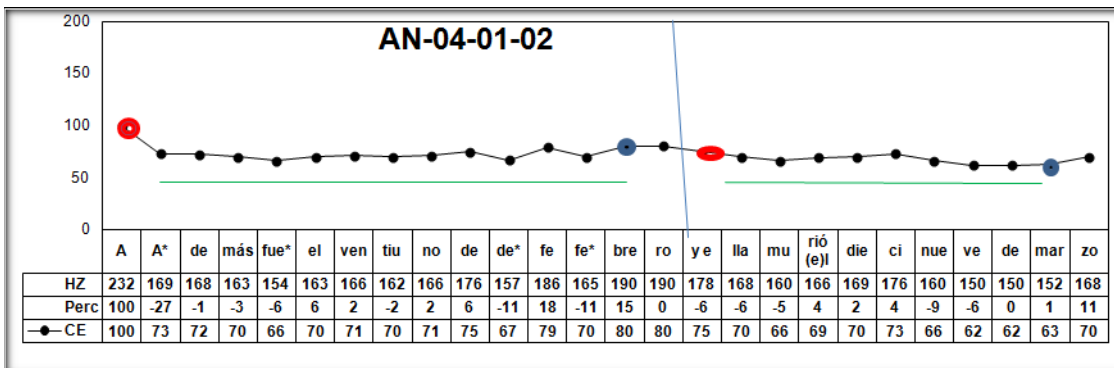 200
AN-04-01-02
150
100
50
0
A A* de más fue* el ven tiu no de de* fe fe* bre ro y e lla mu rió (e)l die ci nue ve de mar zo
HZ 232 169 168 163 154 163 166 162 166 176 157 186 165 190 190 178 168 160 166 169 176 160 150 150 152 168
Perc 100 -27 -1 -3 -6 6 2 -2 2 6 -11 18 -11 15 0 -6 -6 -5 4 2 4 -9 -6 0 1 11
CE 100 73 72 70 66 70 71 70 71 75 67 79 70 80 80 75 70 66 69 70 73 66 62 62 63 70